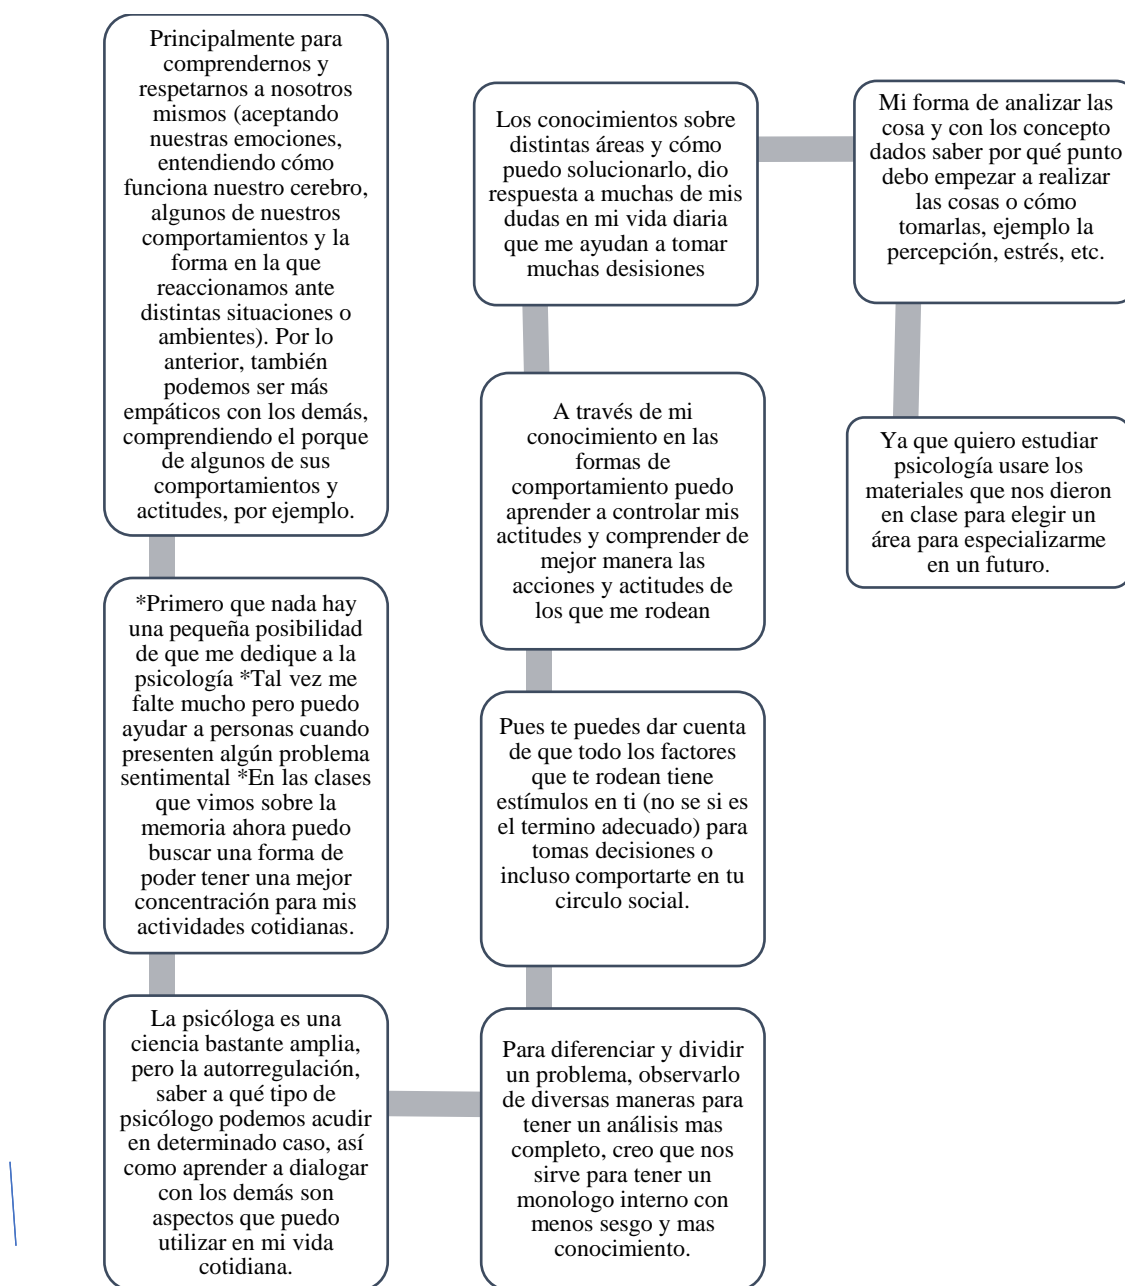 Principalmente para
comprendernos y
respetarnos a nosotros
mismos (aceptando
nuestras emociones,
entendiendo cómo
funciona nuestro cerebro,
algunos de nuestros
comportamientos y la
forma en la que
reaccionamos ante
distintas situaciones o
ambientes). Por lo
anterior, también
podemos ser más
empáticos con los demás,
comprendiendo el porque
de algunos de sus
comportamientos y
actitudes, por ejemplo.
*Primero que nada hay
una pequeña posibilidad
de que me dedique a la
psicología *Tal vez me
falte mucho pero puedo
ayudar a personas cuando
presenten algún problema
sentimental *En las clases
que vimos sobre la
memoria ahora puedo
buscar una forma de
poder tener una mejor
concentración para mis
actividades cotidianas.
La psicóloga es una
ciencia bastante amplia,
pero la autorregulación,
saber a qué tipo de
psicólogo podemos acudir
en determinado caso, así
como aprender a dialogar
con los demás son
aspectos que puedo
utilizar en mi vida
cotidiana.
Para diferenciar y dividir
un problema, observarlo
de diversas maneras para
tener un análisis mas
completo, creo que nos
sirve para tener un
monologo interno con
menos sesgo y mas
conocimiento.
Pues te puedes dar cuenta
de que todo los factores
que te rodean tiene
estímulos en ti (no se si es
el termino adecuado) para
tomas decisiones o
incluso comportarte en tu
circulo social.
A través de mi
conocimiento en las
formas de
comportamiento puedo
aprender a controlar mis
actitudes y comprender de
mejor manera las
acciones y actitudes de
los que me rodean
Los conocimientos sobre
distintas áreas y cómo
puedo solucionarlo, dio
respuesta a muchas de mis
dudas en mi vida diaria
que me ayudan a tomar
muchas desisiones
Mi forma de analizar las
cosa y con los concepto
dados saber por qué punto
debo empezar a realizar
las cosas o cómo
tomarlas, ejemplo la
percepción, estrés, etc.
Ya que quiero estudiar
psicología usare los
materiales que nos dieron
en clase para elegir un
área para especializarme
en un futuro.